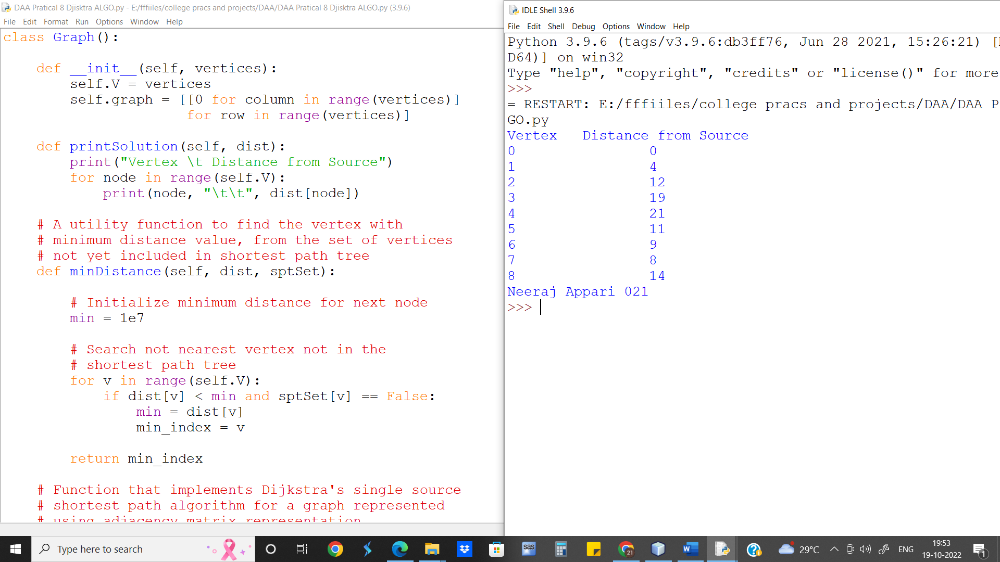 DAA Pratical 8 Djisktra ALGO.py - E:/fffiiles/college pracs and projects/DAA/DAA Pratical 8 Djisktra ALGO.py (3.9.6)
File Edit Format Run Options Window Help
class Graph():
def __init__(self, vertices):
self.V = vertices
self.graph = [[0 for column in range(vertices)]
for row in range(vertices)]
def printSolution(self, dist):
print("Vertex \t Distance from Source")
for node in range(self.V):
print(node, "\t\t", dist[node])
# A utility function to find the vertex with
# minimum distance value, from the set of vertices
# not yet included in shortest path tree
def minDistance(self, dist, sptSet):
# Initialize minimum distance for next node
min = 1e7
# Search not nearest vertex not in the
# shortest path tree
for v in range(self.V):
if dist[v] < min and sptSet[v] == False:
min = dist[v]
min_index = v
return min_index
# Function that implements Dijkstra's single source
# shortest path algorithm for a graph represented
# using adjacency matrix representation
IDLE Shell 3.9.6
File Edit Shell Debug Options Window Help
Python 3.9.6 (tags/v3.9.6:db3ff76, Jun 28 2021, 15:26:21) [
D64)] on win32
Type "help", "copyright", "credits" or "license()" for more
>>>
= RESTART: E:/fffiiles/college pracs and projects/DAA/DAA P
GO.py
Vertex Distance from Source
0 0
1 4
2 12
3 19
4 21
5 11
6 9
7 8
8 14
Neeraj Appari 021
>>>
Type here to search
sas
21
29°C
ENG
19:53
19-10-2022
1